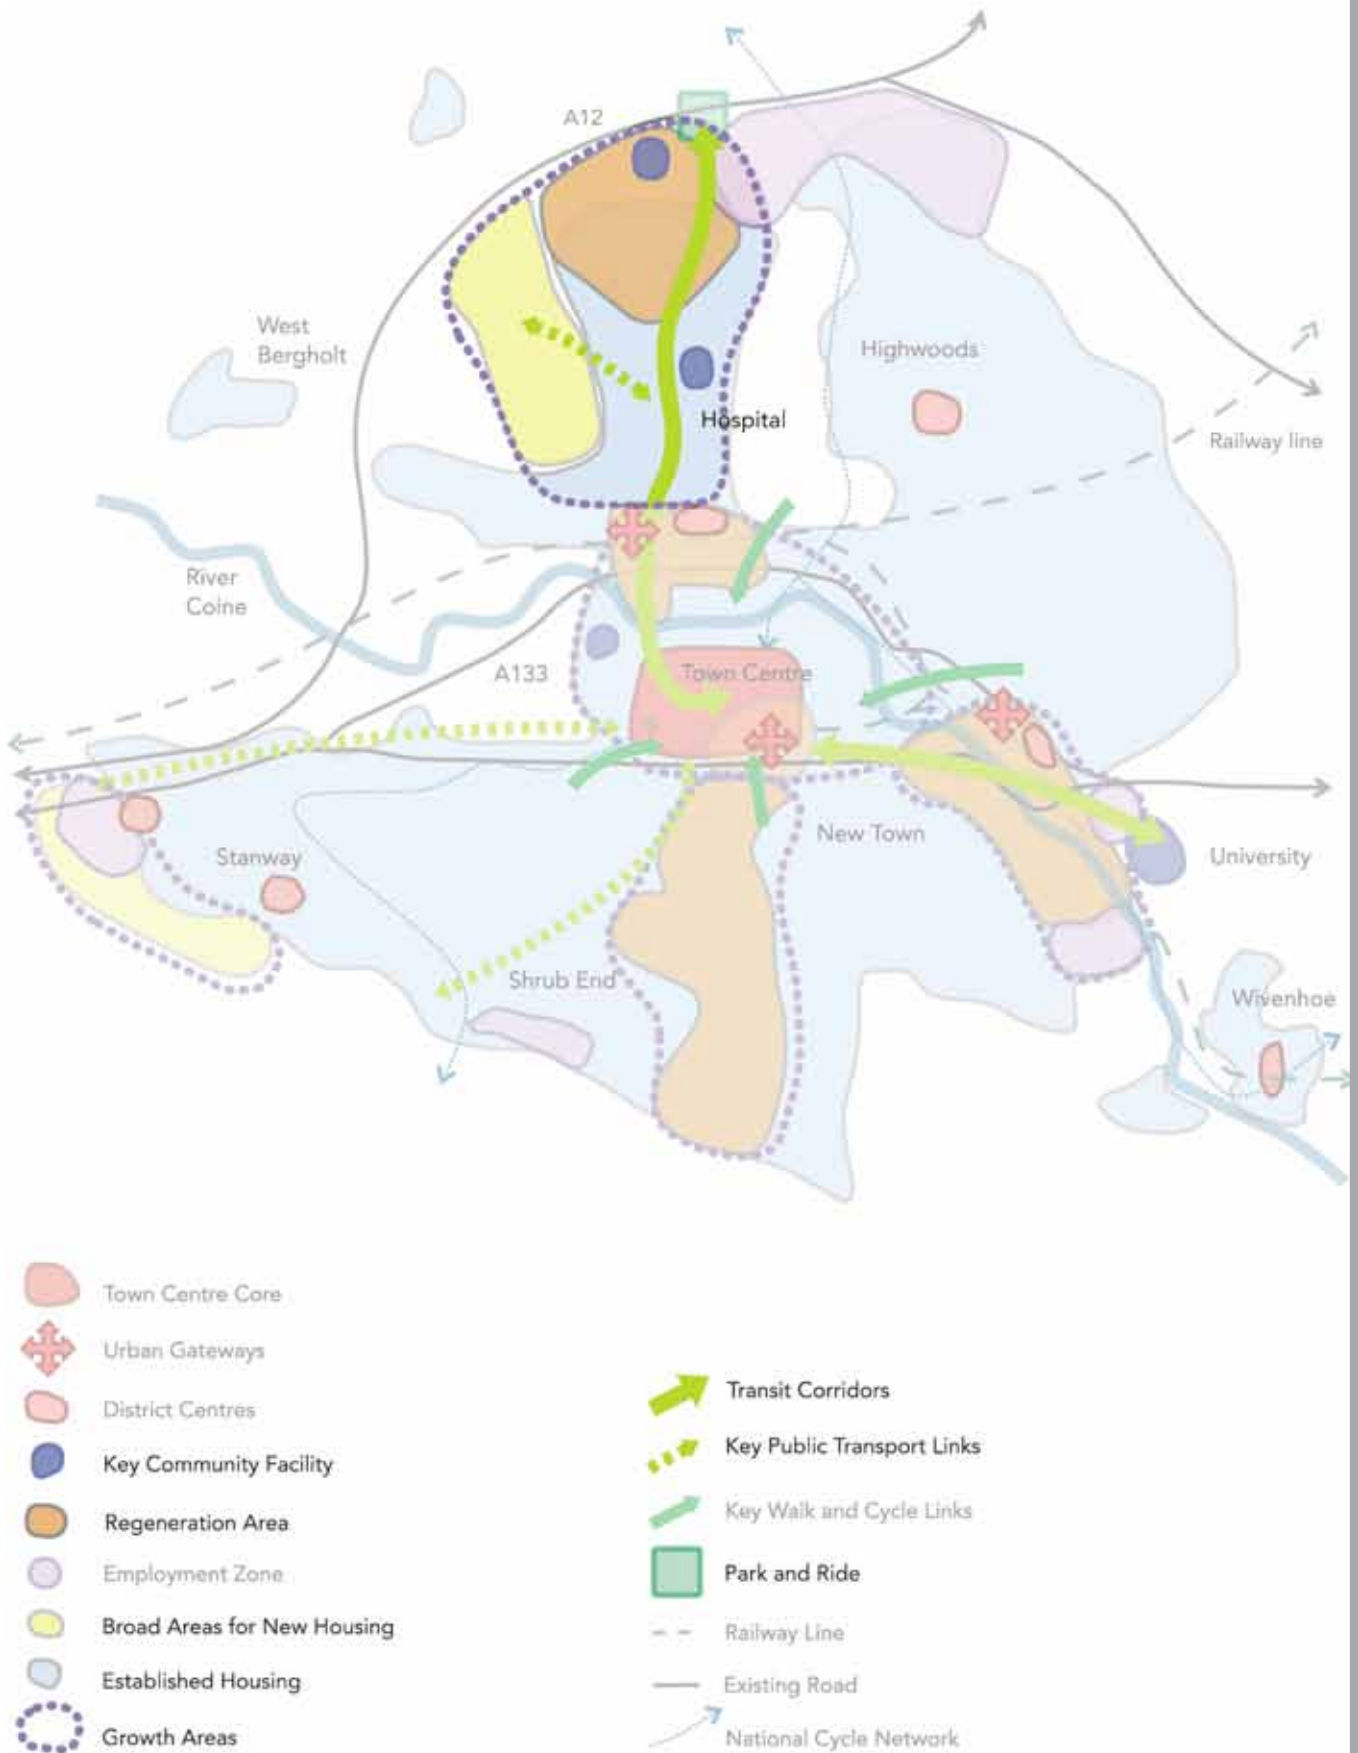 A12
West
Bergholt
Highwoods
Hospital
Railway line
River
Coine
A133
Town Centre
New Town
Stanway
University
Shrub End
Wivenhoe
Town Centre Core
Urban Gateways
District Centres
Key Community Facility
Regeneration Area
Employment Zone
Broad Areas for New Housing
Established Housing
Growth Areas
Transit Corridors
Key Public Transport Links
Key Walk and Cycle Links
Park and Ride
Railway Line
Existing Road
National Cycle Network